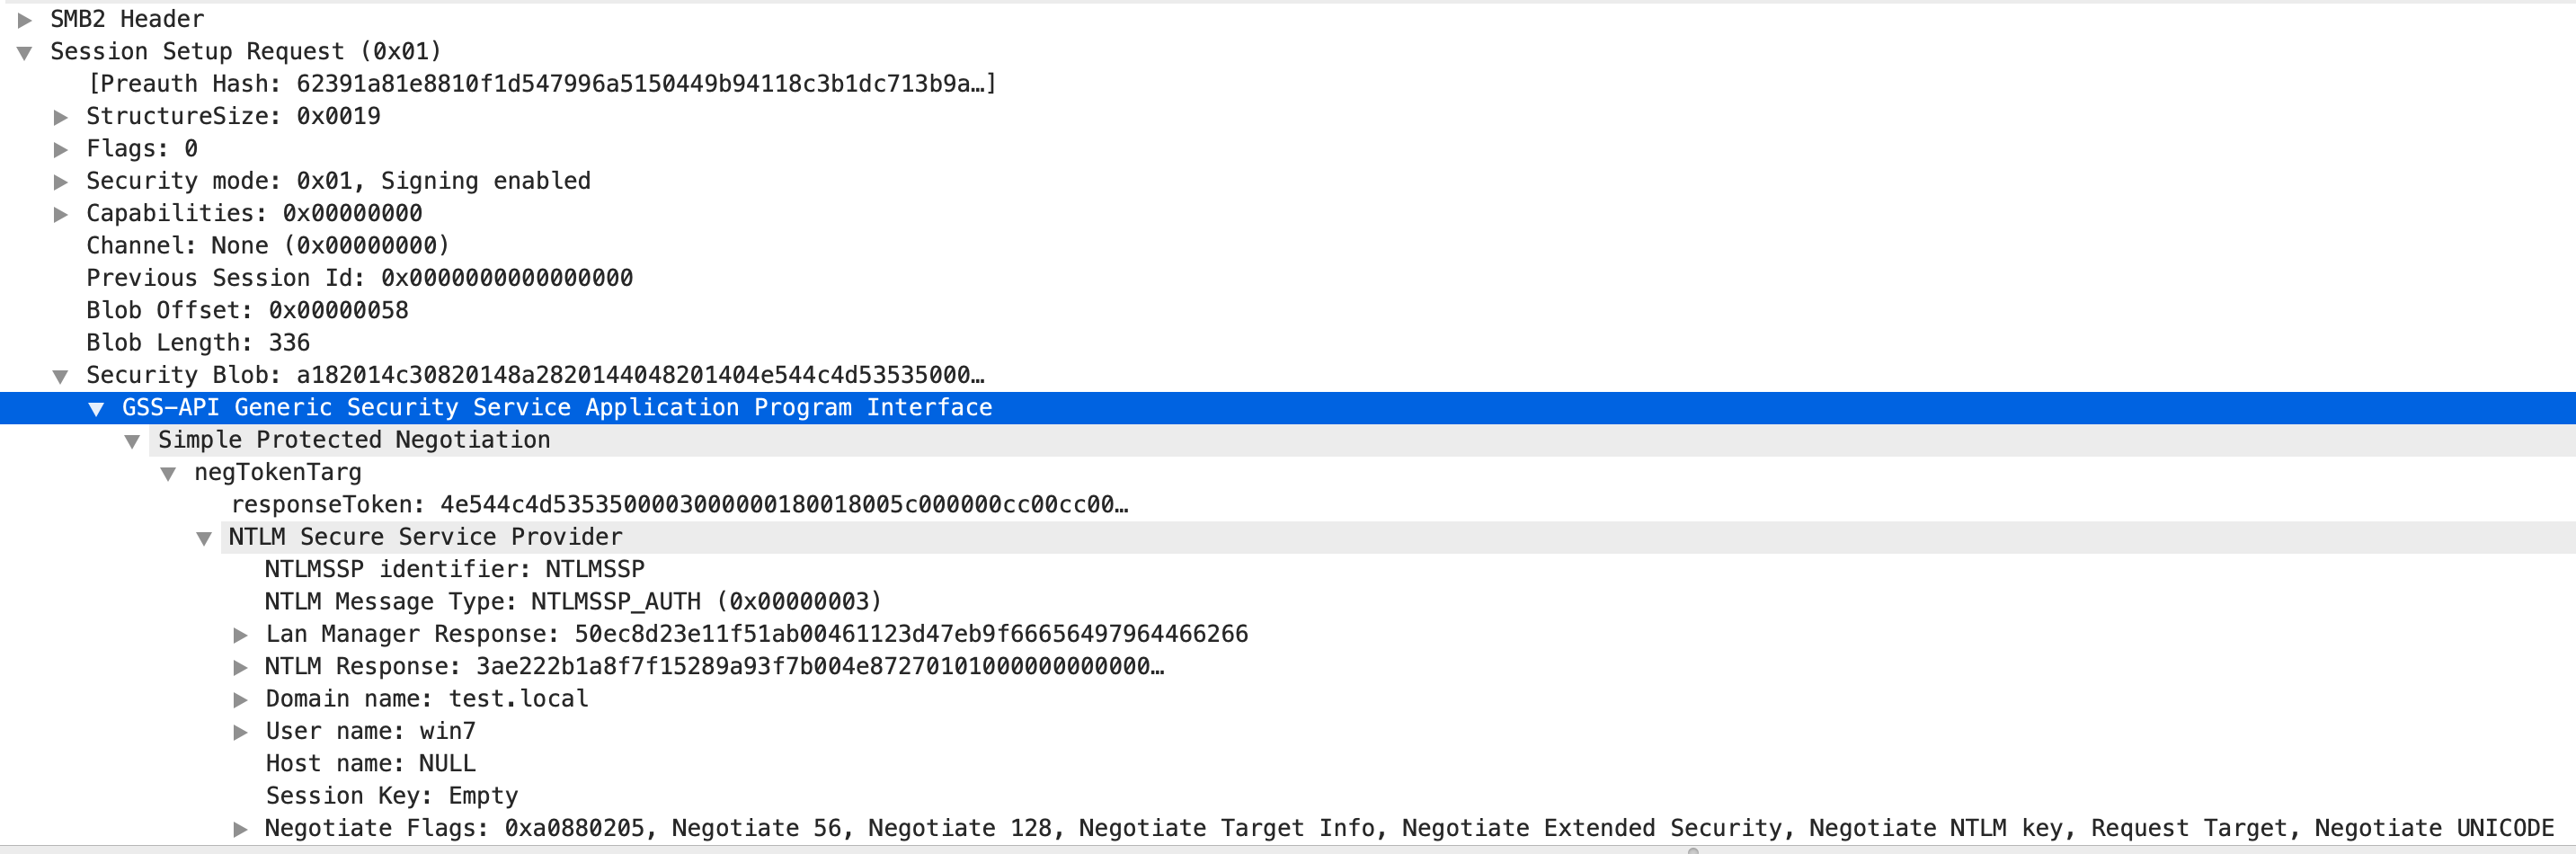 SMB2 Header
Session Setup Request (0x01)
[Preauth Hash: 62391a81e8810f1d547996a5150449b94118c3b1dc713b9a…]
StructureSize: 0x0019
Flags: 0
Security mode: 0x01, Signing enabled
Capabilities: 0x00000000
Channel: None (0x00000000)
Previous Session Id: 0x0000000000000000
Blob Offset: 0x00000058
Blob Length: 336
Security Blob: a182014c30820148a2820144048201404e544c4d53535000…
GSS-API Generic Security Service Application Program Interface
Simple Protected Negotiation
negTokenTarg
responseToken: 4e544c4d5353500003000000180018005c000000cc00cc00…
NTLM Secure Service Provider
NTLMSSP identifier: NTLMSSP
NTLM Message Type: NTLMSSP_AUTH (0x00000003)
Lan Manager Response: 50ec8d23e11f51ab00461123d47eb9f66656497964466266
NTLM Response: 3ae222b1a8f7f15289a93f7b004e87270101000000000000…
Domain name: test.local
User name: win7
Host name: NULL
Session Key: Empty
Negotiate Flags: 0xa0880205, Negotiate 56, Negotiate 128, Negotiate Target Info, Negotiate Extended Security, Negotiate NTLM key, Request Target, Negotiate UNICODE